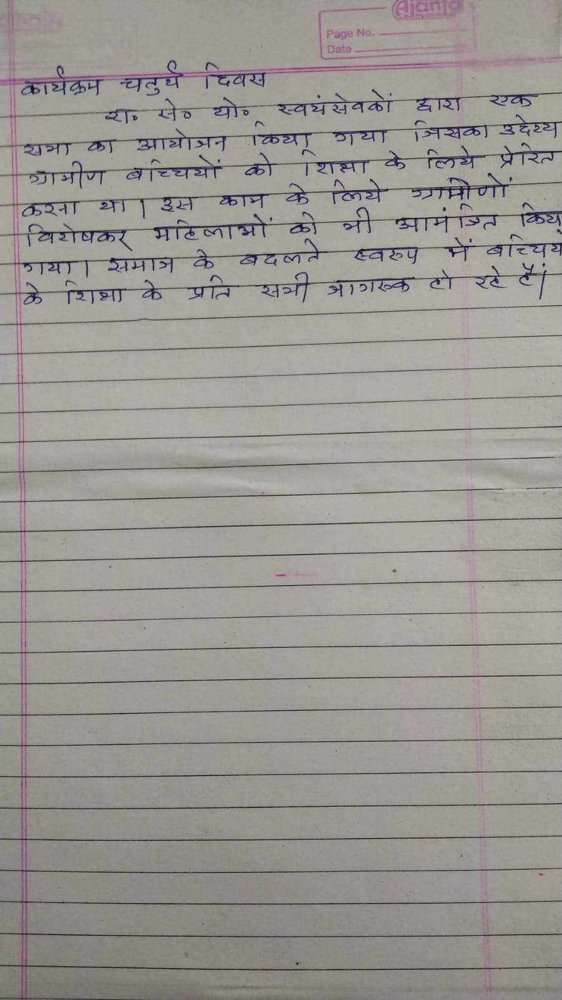 Ajanta
Page No.
Date
कार्यक्रम चतुर्थ दिवस
रा० से० यो० स्वयंसेवकों द्वारा एक
सभा का आयोजन किया गया जिसका उदेश्य
ग्रामीण बच्चियों को शिक्षा के लिये प्रेरित
करना था। इस काम के लिये ग्रामीणों
विशेषकर महिलाओं को भी आमंत्रित किया
गया। समाज के बदलते स्वरुप में बच्चिय
के शिक्षा के प्रति सभी जागरुक हो रहे हैं।